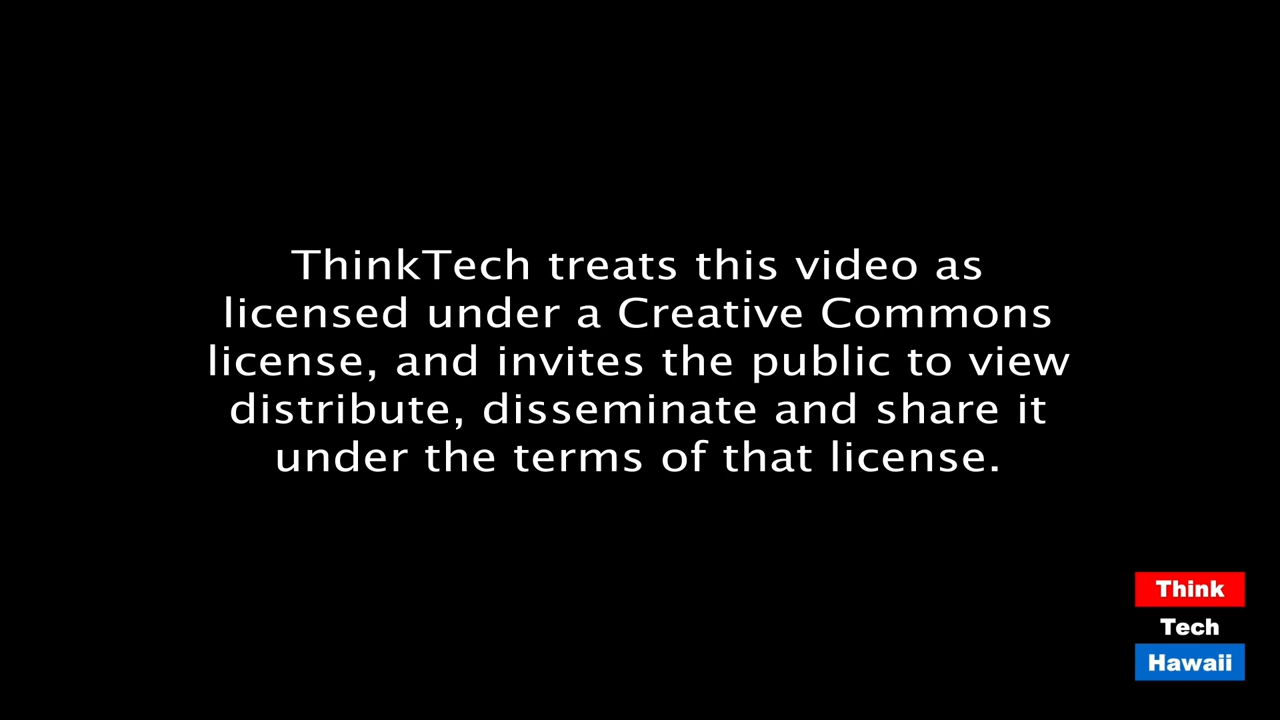 ThinkTech treats this video as
licensed under a Creative Commons
license, and invites the public to view
distribute, disseminate and share it
under the terms of that license.
Think
Tech
Hawaii